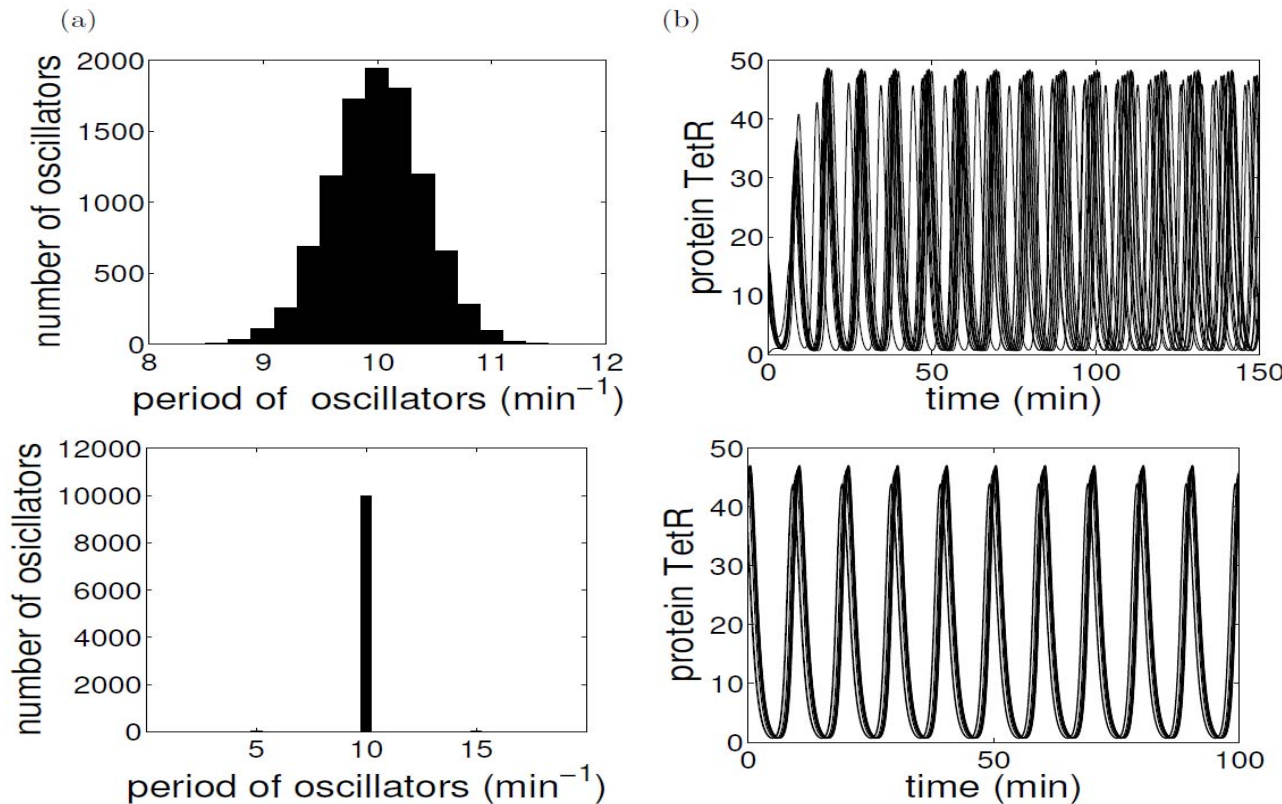 (a)
(b)
number of oscillators
2000
1500
1000
500
0
8 9 10 11 12
period of oscillators (min⁻¹)
protein TetR
50
40
30
20
10
0
0 50 100 150
time (min)
number of osicllators
12000
10000
8000
6000
4000
2000
0
5 10 15
period of oscillators (min⁻¹)
protein TetR
50
40
30
20
10
0
0 50 100
time (min)